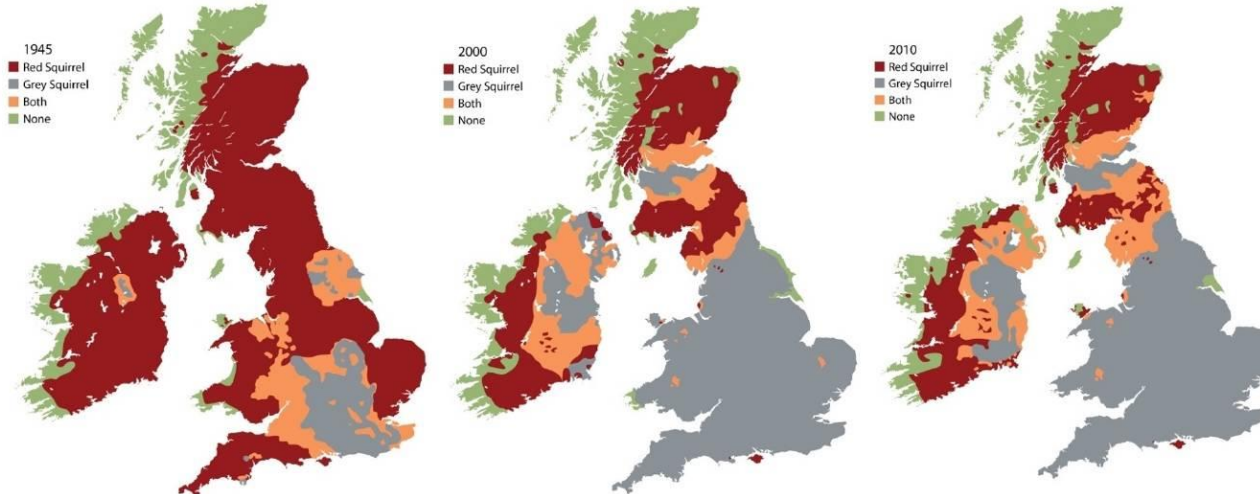 1945
Red Squirrel
Grey Squirrel
Both
None
2000
Red Squirrel
Grey Squirrel
Both
None
2010
Red Squirrel
Grey Squirrel
Both
None